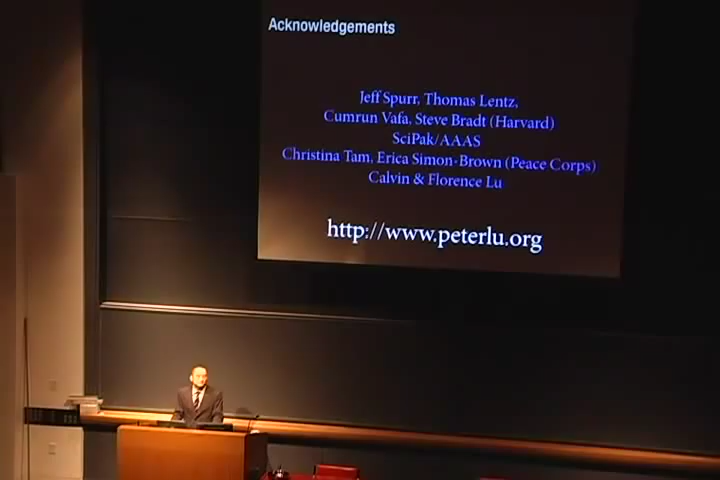 Acknowledgements
Jeff Spurr, Thomas Lentz,
Cumrun Vafa, Steve Bradt (Harvard)
SciPak/AAAS
Christina Tam, Erica Simon-Brown (Peace Corps)
Calvin & Florence Lu
http://www.peterlu.org